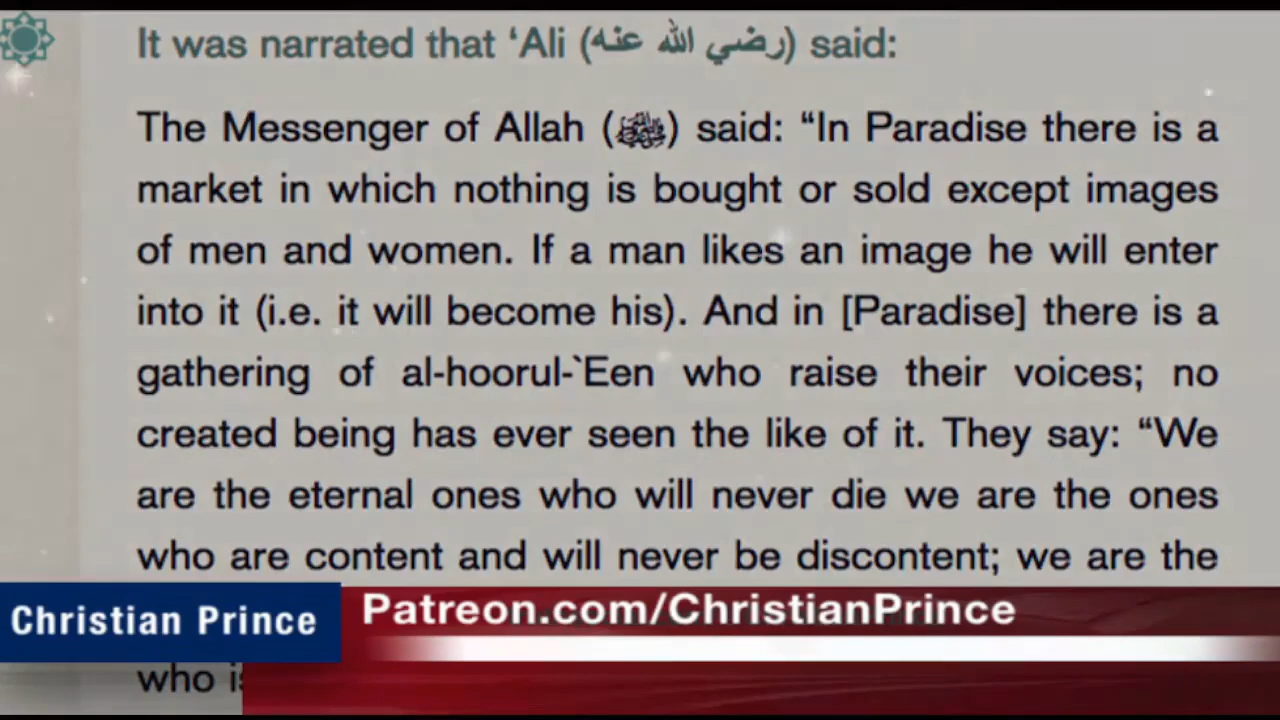 It was narrated that ‘Ali (رضي الله عنه) said:
The Messenger of Allah (ﷺ) said: “In Paradise there is a
market in which nothing is bought or sold except images
of men and women. If a man likes an image he will enter
into it (i.e. it will become his). And in [Paradise] there is a
gathering of al-hoorul-`Een who raise their voices; no
created being has ever seen the like of it. They say: “We
are the eternal ones who will never die we are the ones
who are content and will never be discontent; we are the
Christian Prince
Patreon.com/ChristianPrince
who